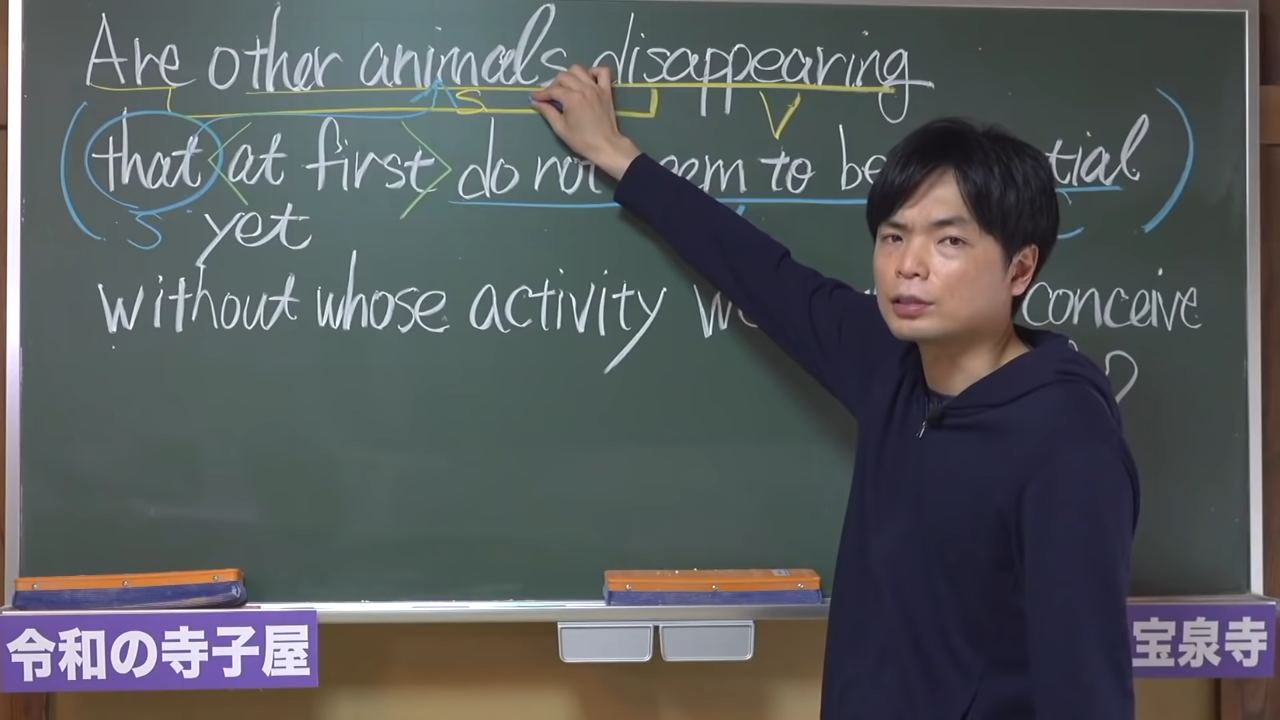 Are other animals disappearing
that at first do not seem to be
yet
without whose activity conceive
?
S V
S C
令和の寺子屋
宝泉寺